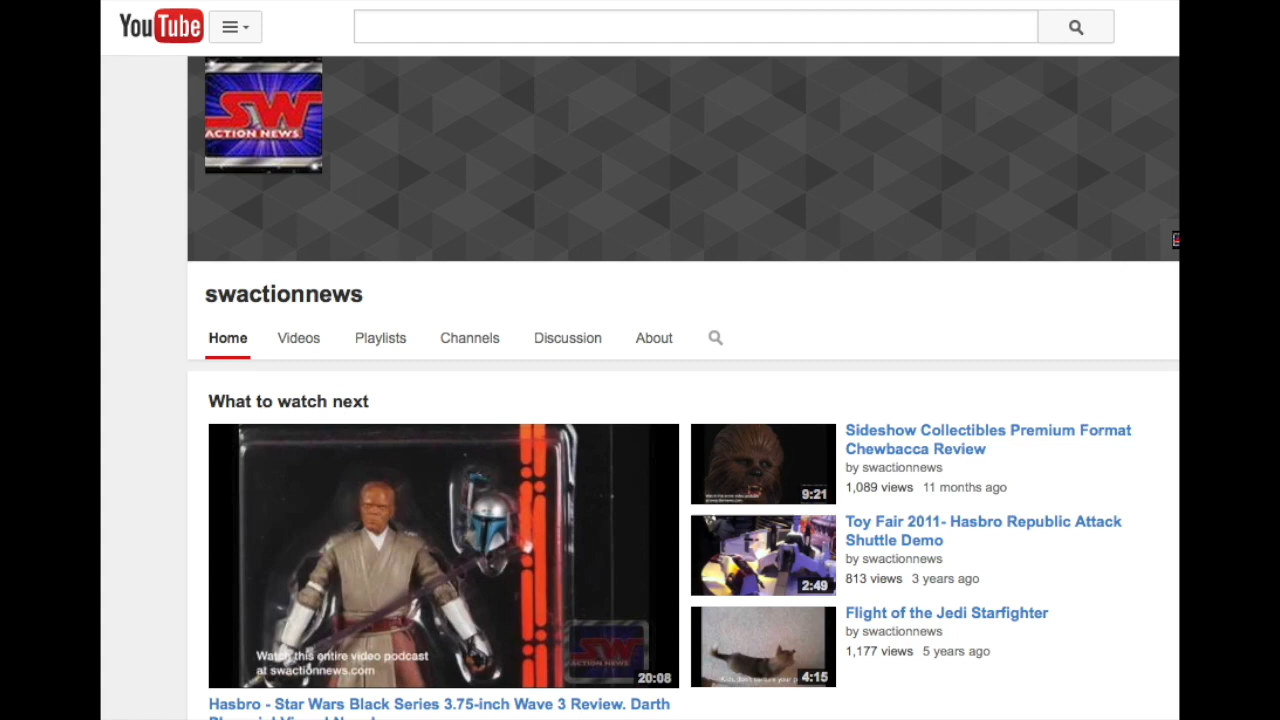 YouTube
SW
ACTION NEWS
swactionnews
Home Videos Playlists Channels Discussion About
What to watch next
Watch this entire video podcast
at swactionnews.com
SW
ACTION NEWS
20:08
Hasbro - Star Wars Black Series 3.75-inch Wave 3 Review. Darth
9:21
Sideshow Collectibles Premium Format
Chewbacca Review
by swactionnews
1,089 views 11 months ago
2:49
Toy Fair 2011- Hasbro Republic Attack
Shuttle Demo
by swactionnews
813 views 3 years ago
4:15
Flight of the Jedi Starfighter
by swactionnews
1,177 views 5 years ago